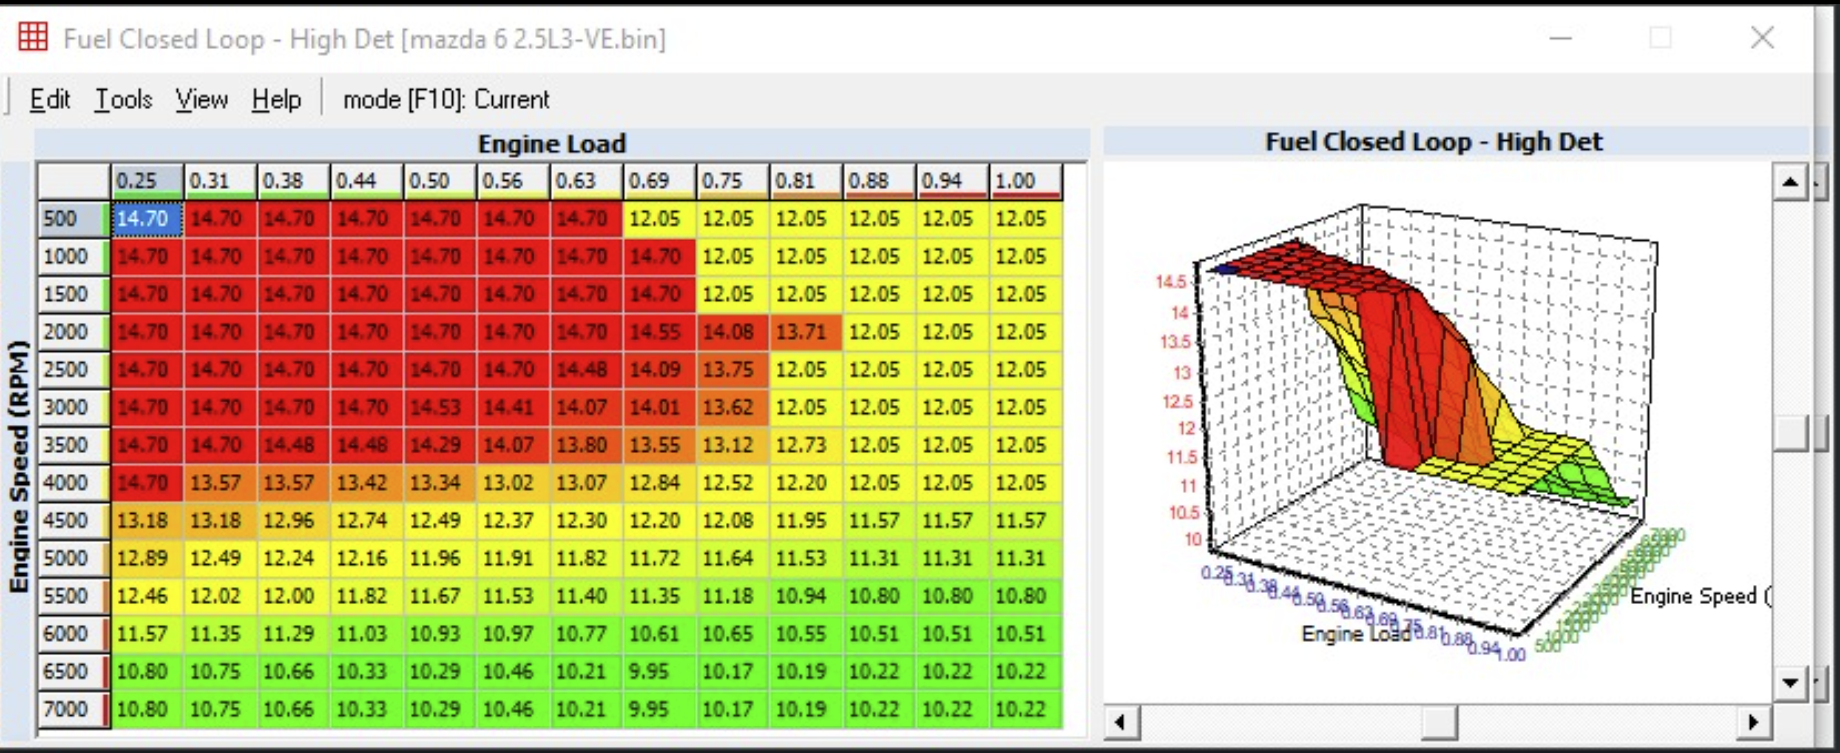 Fuel Closed Loop - High Det [mazda 6 2.5L3-VE.bin]
Edit Tools View Help mode [F10]: Current
Engine Load
0.25 0.31 0.38 0.44 0.50 0.56 0.63 0.69 0.75 0.81 0.88 0.94 1.00
Engine Speed (RPM)
500 14.70 14.70 14.70 14.70 14.70 14.70 14.70 12.05 12.05 12.05 12.05 12.05 12.05
1000 14.70 14.70 14.70 14.70 14.70 14.70 14.70 14.70 12.05 12.05 12.05 12.05 12.05
1500 14.70 14.70 14.70 14.70 14.70 14.70 14.70 14.70 12.05 12.05 12.05 12.05 12.05
2000 14.70 14.70 14.70 14.70 14.70 14.70 14.70 14.55 14.08 13.71 12.05 12.05 12.05
2500 14.70 14.70 14.70 14.70 14.70 14.70 14.48 14.09 13.75 12.05 12.05 12.05 12.05
3000 14.70 14.70 14.70 14.70 14.53 14.41 14.07 14.01 13.62 12.05 12.05 12.05 12.05
3500 14.70 14.70 14.48 14.48 14.29 14.07 13.80 13.55 13.12 12.73 12.05 12.05 12.05
4000 14.70 13.57 13.57 13.42 13.34 13.02 13.07 12.84 12.52 12.20 12.05 12.05 12.05
4500 13.18 13.18 12.96 12.74 12.49 12.37 12.30 12.20 12.08 11.95 11.57 11.57 11.57
5000 12.89 12.49 12.24 12.16 11.96 11.91 11.82 11.72 11.64 11.53 11.31 11.31 11.31
5500 12.46 12.02 12.00 11.82 11.67 11.53 11.40 11.35 11.18 10.94 10.80 10.80 10.80
6000 11.57 11.35 11.29 11.03 10.93 10.97 10.77 10.61 10.65 10.55 10.51 10.51 10.51
6500 10.80 10.75 10.66 10.33 10.29 10.46 10.21 9.95 10.17 10.19 10.22 10.22 10.22
7000 10.80 10.75 10.66 10.33 10.29 10.46 10.21 9.95 10.17 10.19 10.22 10.22 10.22
Fuel Closed Loop - High Det
14.5
14
13.5
13
12.5
12
11.5
11
10.5
10
0.25 0.31 0.38 0.44 0.50 0.56 0.63 0.69 0.75 0.81 0.88 0.94 1.00
Engine Load
500 1000
Engine Speed (